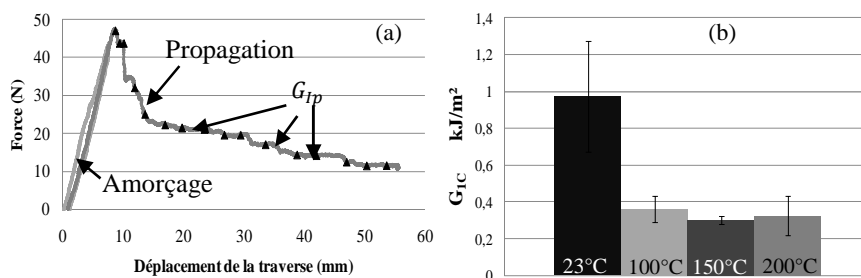 (a)
50
40
30
20
10
0
Force (N)
Propagation
G_Ip
Amorçage
0 10 20 30 40 50 60
Déplacement de la traverse (mm)
(b)
1,4
1,2
1
0,8
0,6
0,4
0,2
0
G_IC kJ/m²
23°C 100°C 150°C 200°C